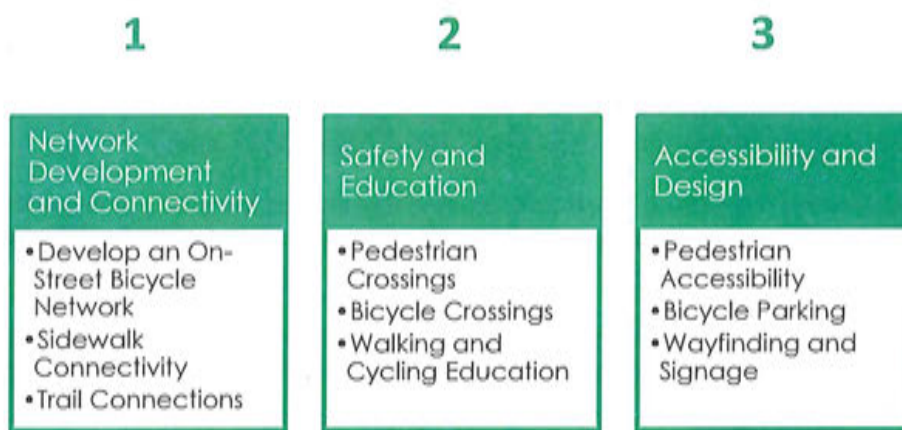 1
2
3
Network
Development
and Connectivity
•Develop an On-
Street Bicycle
Network
•Sidewalk
Connectivity
•Trail Connections
Safety and
Education
•Pedestrian
Crossings
•Bicycle Crossings
•Walking and
Cycling Education
Accessibility and
Design
•Pedestrian
Accessibility
•Bicycle Parking
•Wayfinding and
Signage